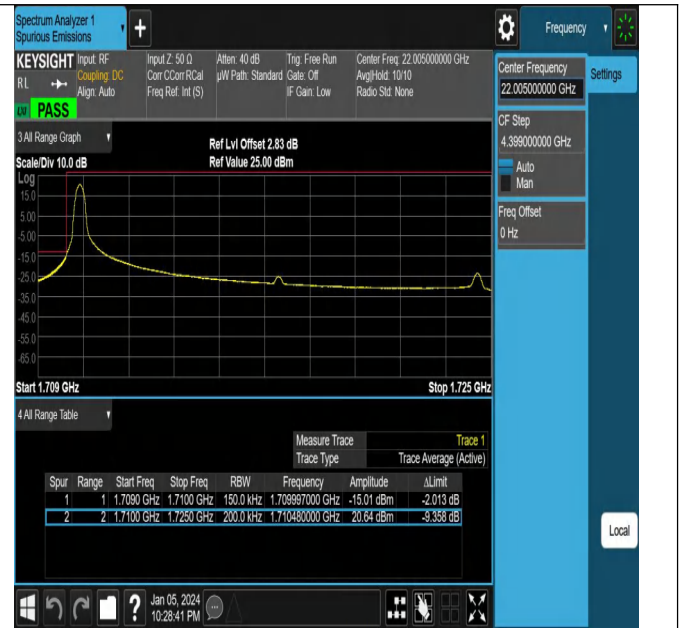 Spectrum Analyzer 1
Spurious Emissions
+
Frequency
KEYSIGHT Input: RF Input Z: 50 Ω Atten: 40 dB Trig: Free Run Center Freq: 22.005000000 GHz
RL Coupling: DC Corr CCorr RCal µW Path: Standard Gate: Off Avg|Hold: 10/10
Align: Auto Freq Ref: Int (S) IF Gain: Low Radio Std: None
PASS
Center Frequency
22.005000000 GHz
Settings
CF Step
4.399000000 GHz
Auto
Man
Freq Offset
0 Hz
3 All Range Graph
Ref Lvl Offset 2.83 dB
Scale/Div 10.0 dB Ref Value 25.00 dBm
Log
15.0
5.00
-5.00
-15.0
-25.0
-35.0
-45.0
-55.0
-65.0
Start 1.709 GHz Stop 1.725 GHz
4 All Range Table
Measure Trace Trace 1
Trace Type Trace Average (Active)
Spur Range Start Freq Stop Freq RBW Frequency Amplitude ΔLimit
1 1 1.7090 GHz 1.7100 GHz 150.0 kHz 1.709997000 GHz -15.01 dBm -2.013 dB
2 2 1.7100 GHz 1.7250 GHz 200.0 kHz 1.710480000 GHz 20.64 dBm -9.358 dB
Local
? Jan 05, 2024
10:28:41 PM